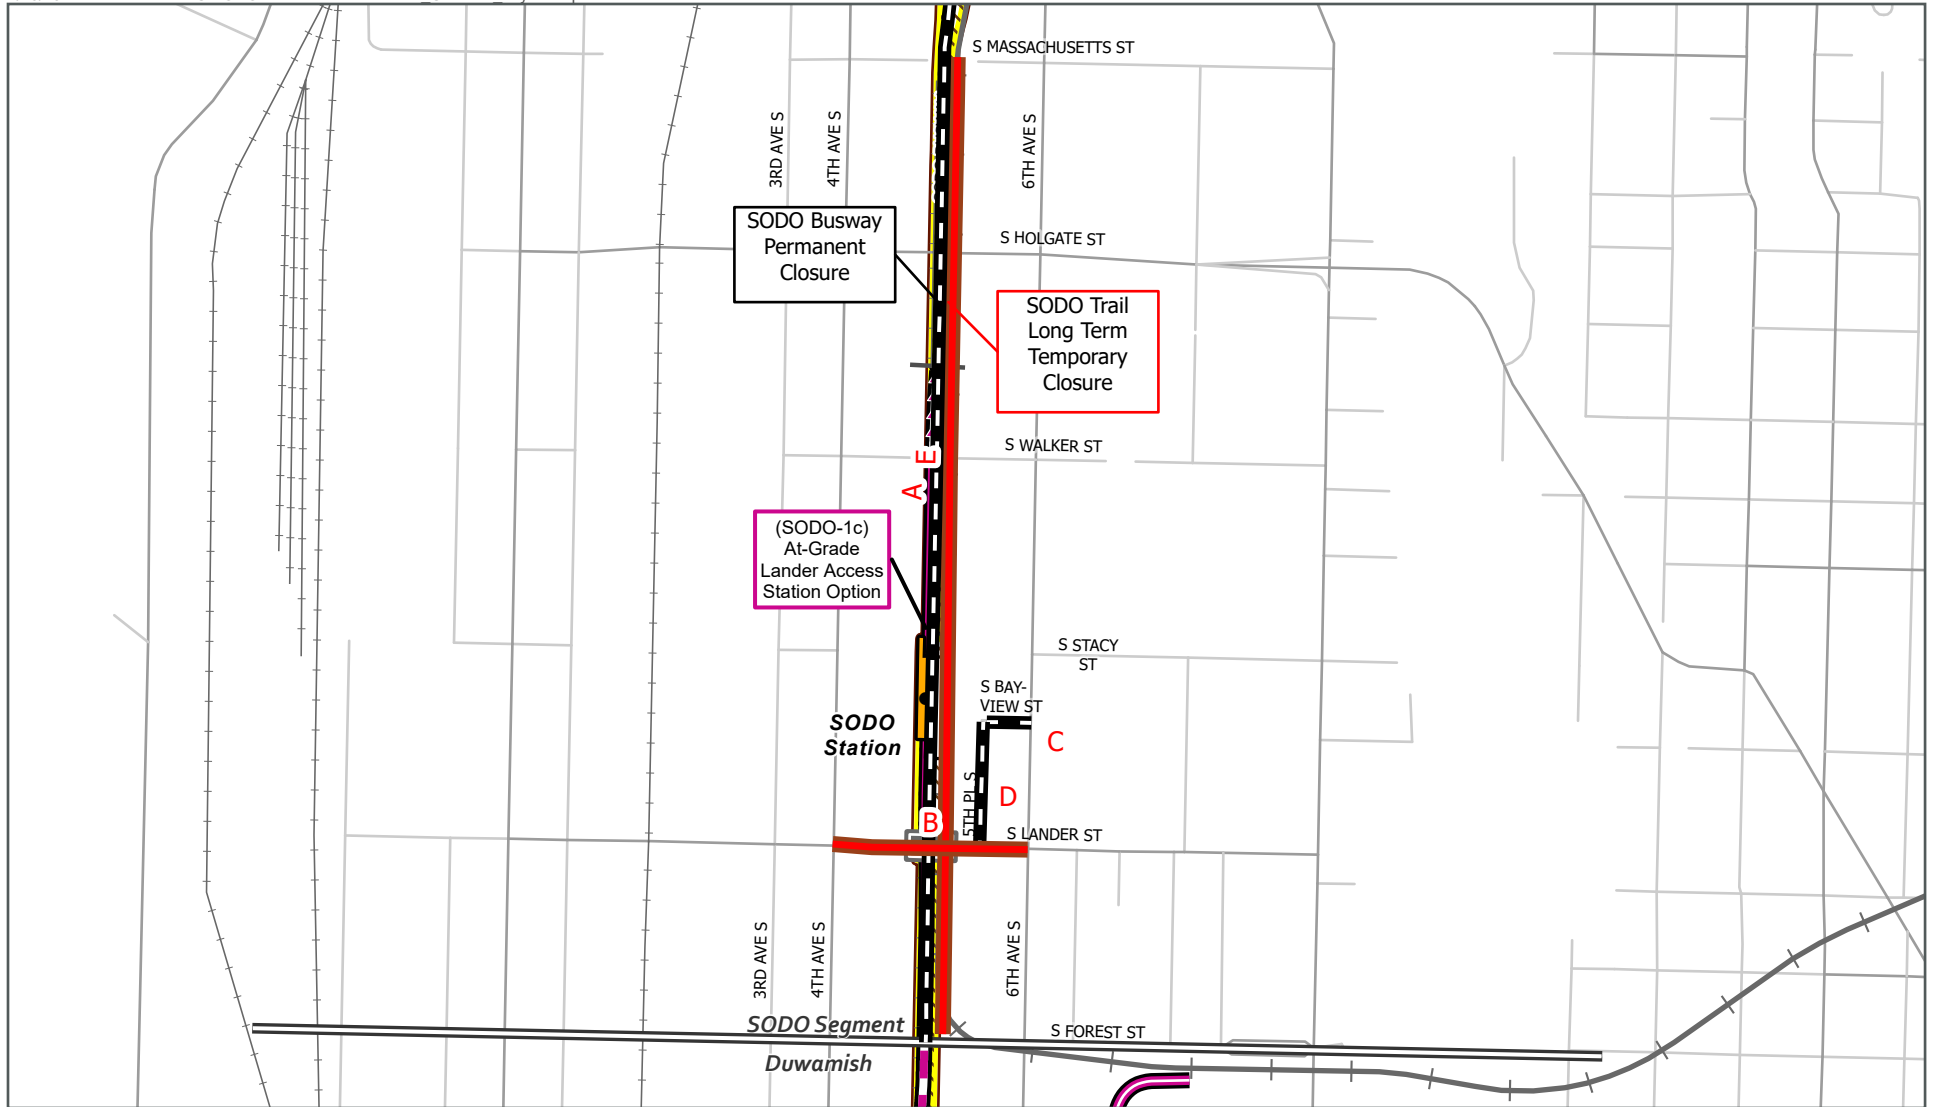 S MASSACHUSETTS ST
3RD AVE S
4TH AVE S
6TH AVE S
SODO Busway
Permanent
Closure
S HOLGATE ST
SODO Trail
Long Term
Temporary
Closure
S WALKER ST
E
A
(SODO-1c)
At-Grade
Lander Access
Station Option
S STACY
ST
S BAY-
VIEW ST
SODO
Station
C
5TH PL S
D
B
S LANDER ST
3RD AVE S
4TH AVE S
6TH AVE S
SODO Segment
S FOREST ST
Duwamish